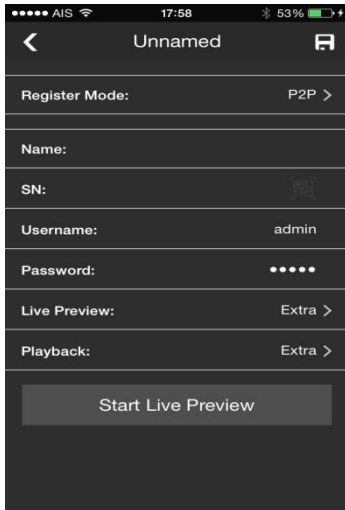 AIS 17:58 53%
Unnamed
Register Mode: P2P >
Name:
SN:
Username: admin
Password: •••••
Live Preview: Extra >
Playback: Extra >
Start Live Preview